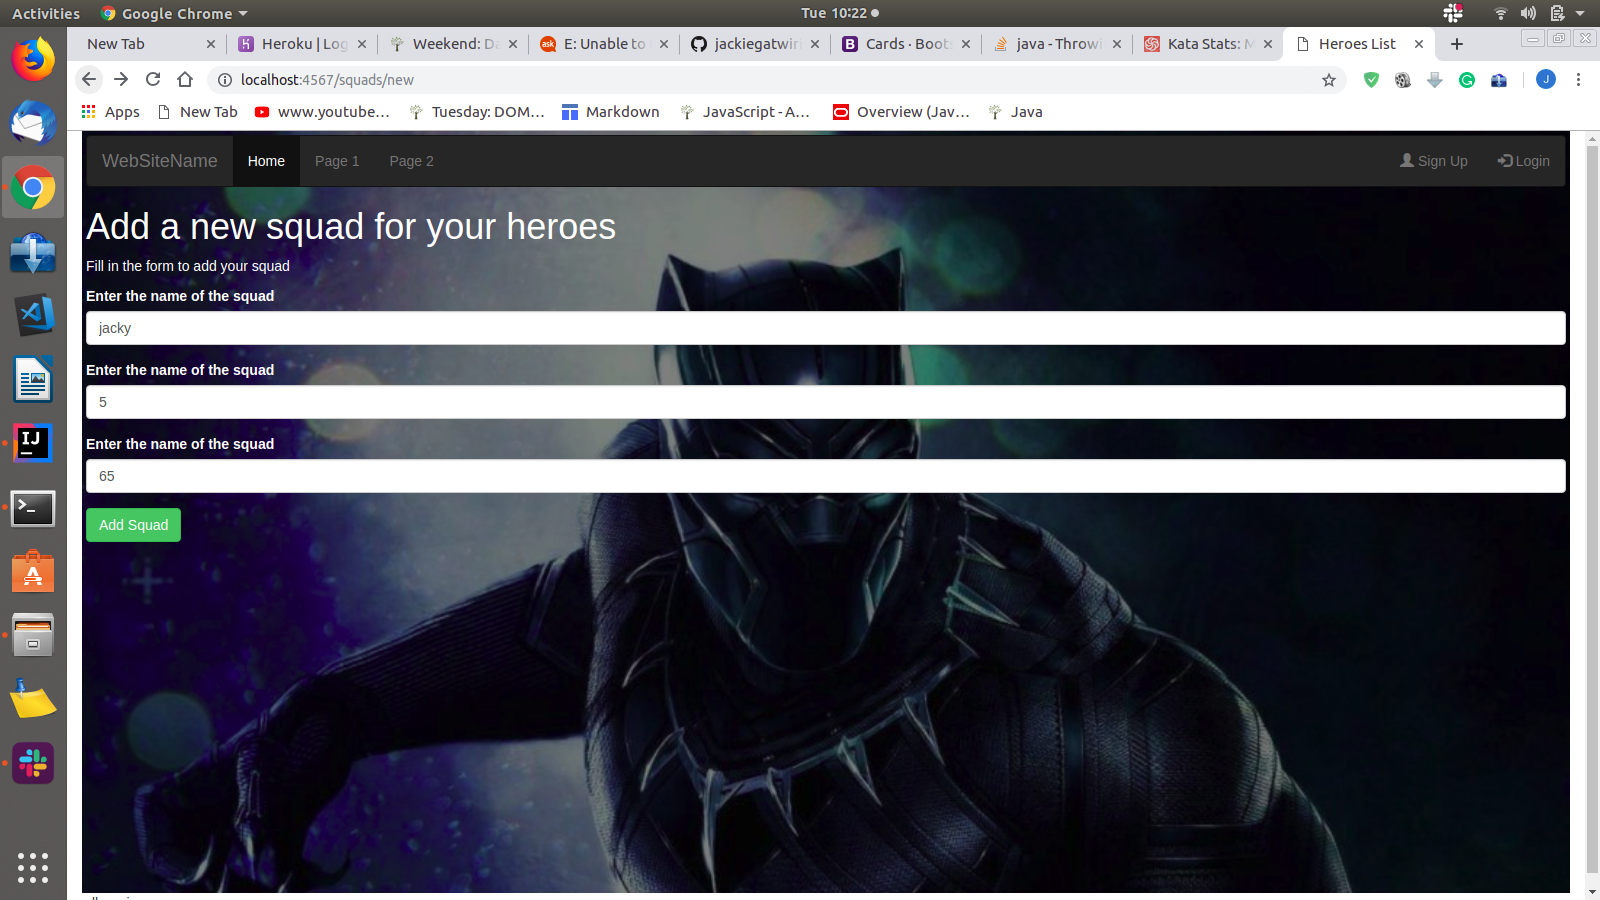 Activities
Google Chrome
Tue 10:22
New Tab
Heroku | Log
Weekend: Da
E: Unable to
jackiegatwiri
Cards · Boots
java - Throwi
Kata Stats: M
Heroes List
localhost:4567/squads/new
J
Apps
New Tab
www.youtube...
Tuesday: DOM...
Markdown
JavaScript - A...
Overview (Jav...
Java
WebSiteName
Home
Page 1
Page 2
Sign Up
Login
Add a new squad for your heroes
Fill in the form to add your squad
Enter the name of the squad
jacky
Enter the name of the squad
5
Enter the name of the squad
65
Add Squad